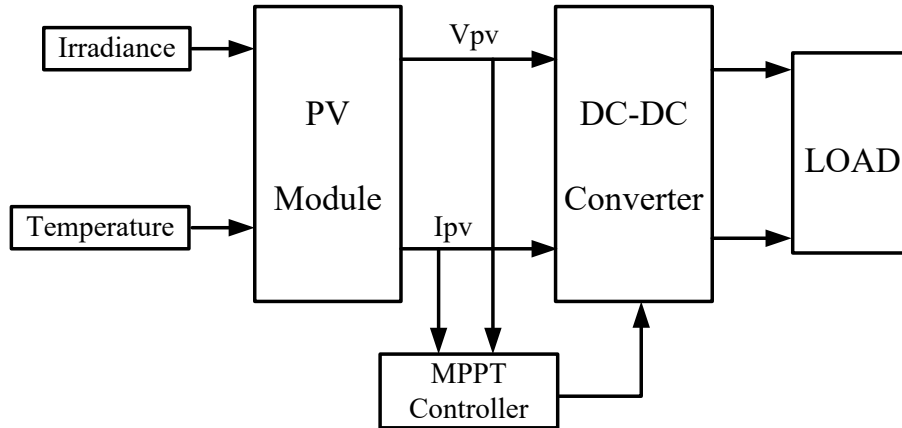 Irradiance
Temperature
PV
Module
Vpv
Ipv
DC-DC
Converter
LOAD
MPPT
Controller